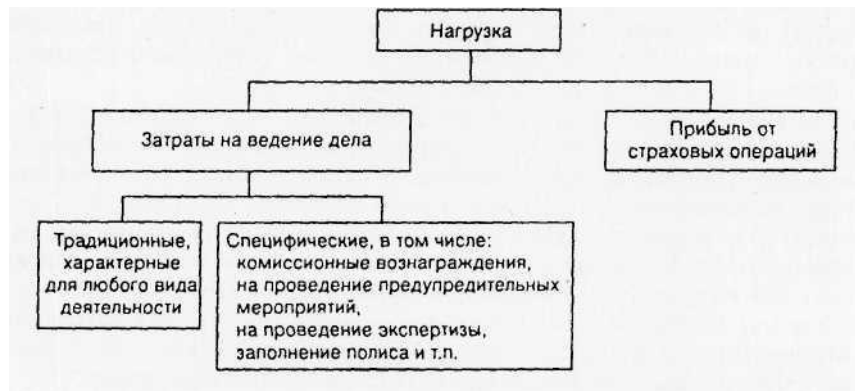 Нагрузка
Затраты на ведение дела
Прибыль от
страховых операций
Традиционные,
характерные
для любого вида
деятельности
Специфические, в том числе:
комиссионные вознаграждения,
на проведение предупредительных
мероприятий,
на проведение экспертизы,
заполнение полиса и т.п.